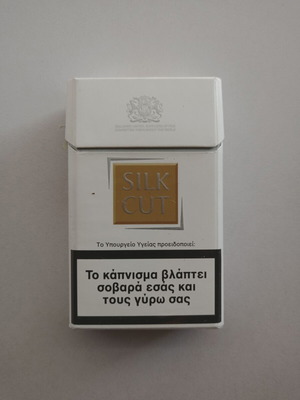 SILK
CUT
Το Υπουργείο Υγείας προειδοποιεί:
Το κάπνισμα βλάπτει
σοβαρά εσάς και
τους γύρω σας